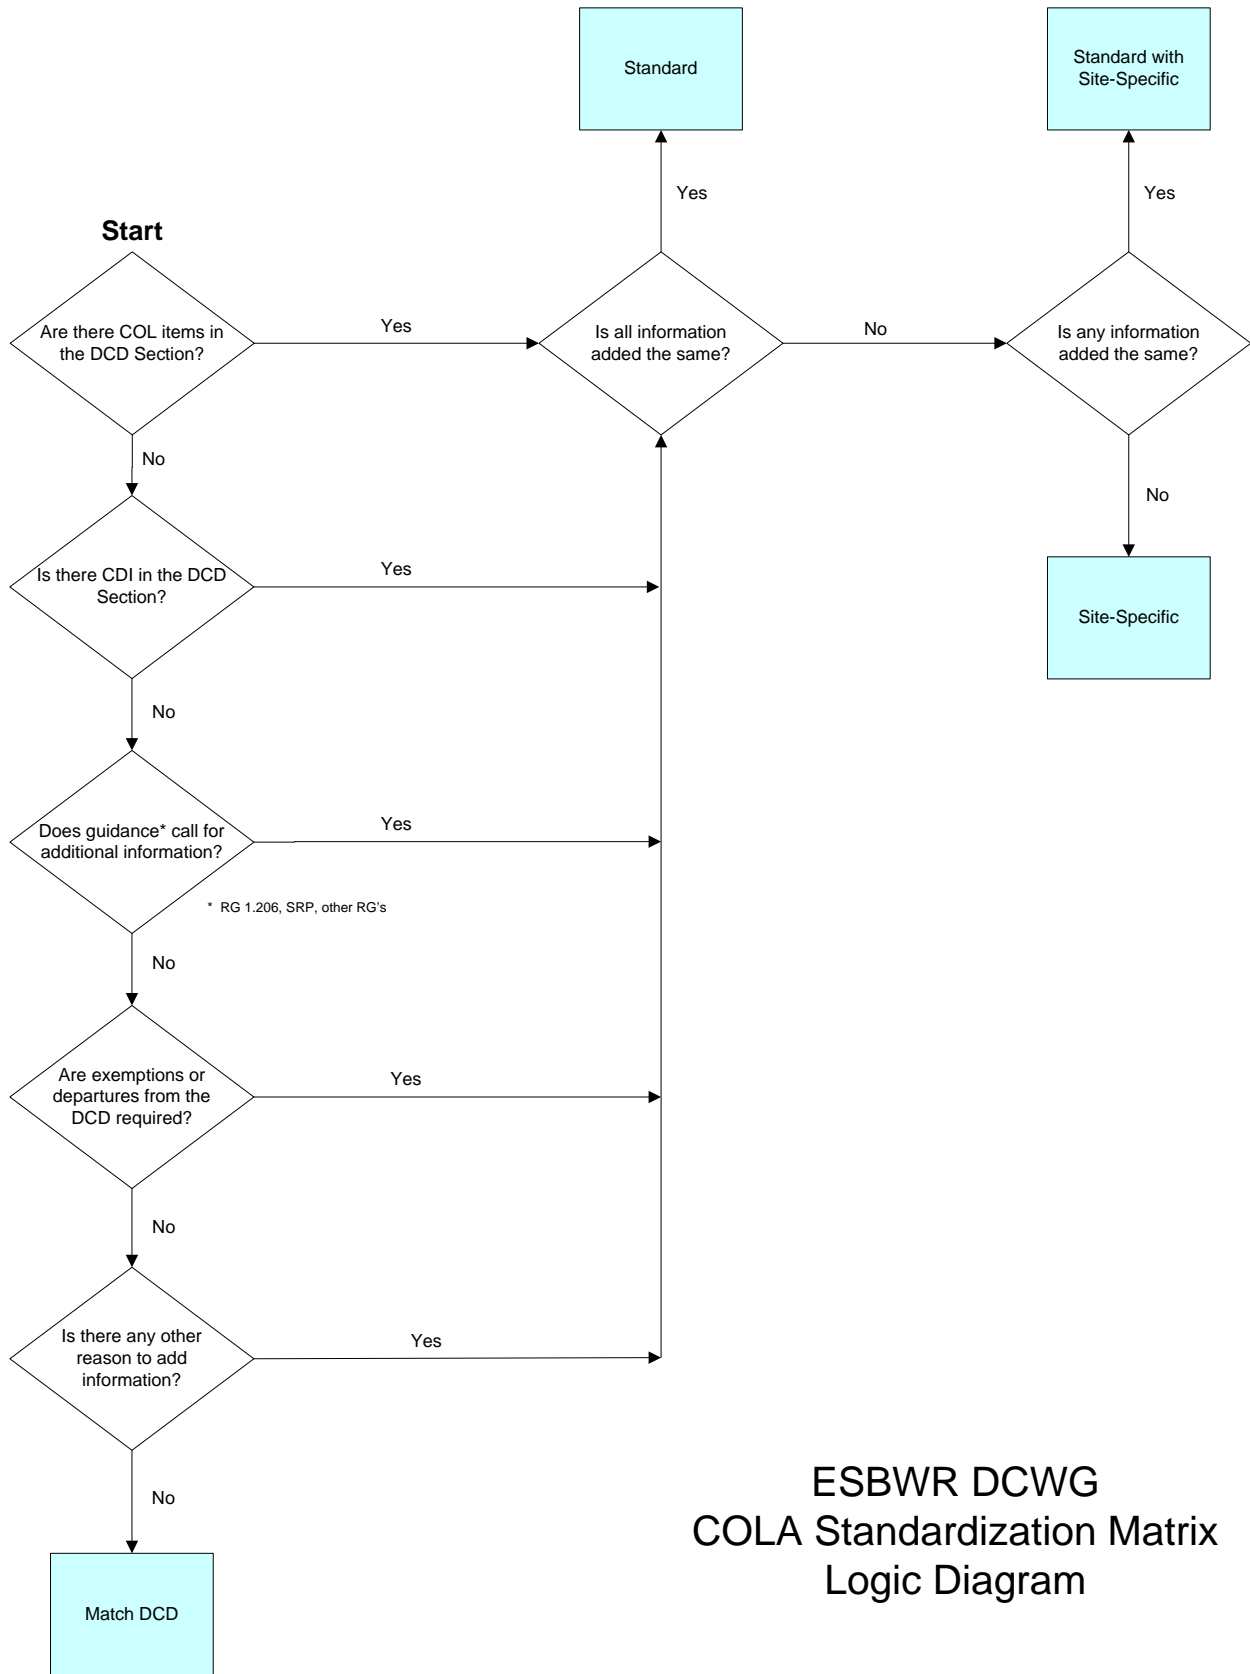 Standard
Standard with
Site-Specific
Yes
Yes
Start
Are there COL items in
the DCD Section?
Yes
Is all information
added the same?
No
Is any information
added the same?
No
No
Is there CDI in the DCD
Section?
Yes
Site-Specific
No
Does guidance* call for
additional information?
Yes
* RG 1.206, SRP, other RG's
No
Are exemptions or
departures from the
DCD required?
Yes
No
Is there any other
reason to add
information?
Yes
No
Match DCD
ESBWR DCWG
COLA Standardization Matrix
Logic Diagram